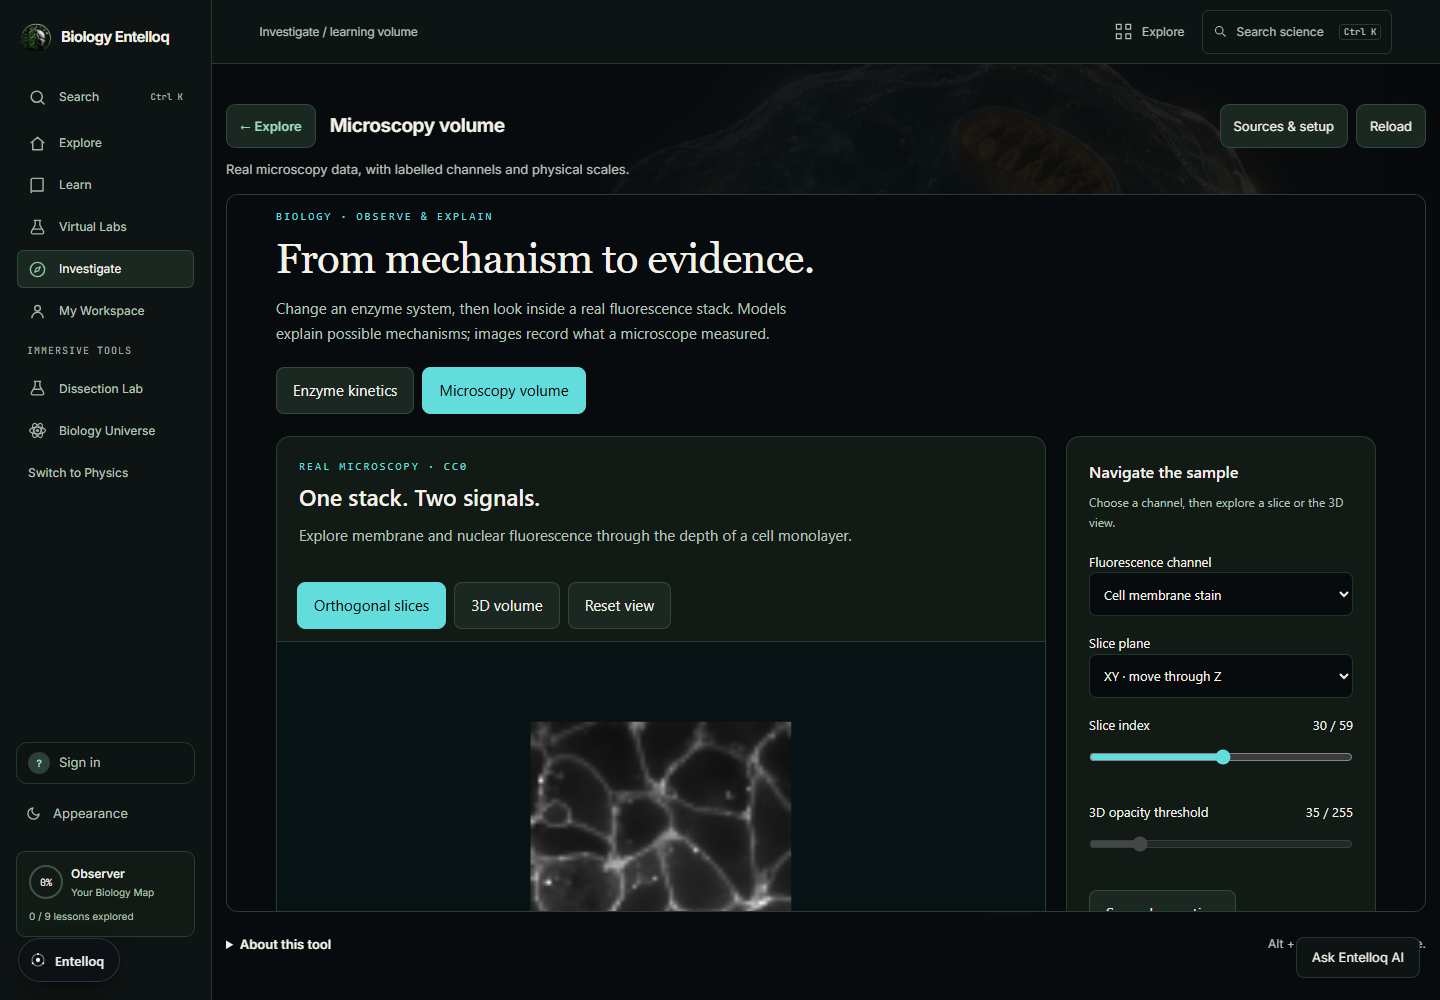 Biology Entelloq
Search Ctrl K
Explore
Learn
Virtual Labs
Investigate
My Workspace
IMMERSIVE TOOLS
Dissection Lab
Biology Universe
Switch to Physics
? Sign in
Appearance
0% Observer
Your Biology Map
0 / 9 lessons explored
Entelloq
Investigate / learning volume
Explore
Search science Ctrl K
← Explore
Microscopy volume
Sources & setup
Reload
Real microscopy data, with labelled channels and physical scales.
BIOLOGY · OBSERVE & EXPLAIN
From mechanism to evidence.
Change an enzyme system, then look inside a real fluorescence stack. Models
explain possible mechanisms; images record what a microscope measured.
Enzyme kinetics
Microscopy volume
REAL MICROSCOPY · CC0
One stack. Two signals.
Explore membrane and nuclear fluorescence through the depth of a cell monolayer.
Orthogonal slices
3D volume
Reset view
Navigate the sample
Choose a channel, then explore a slice or the 3D
view.
Fluorescence channel
Cell membrane stain
Slice plane
XY · move through Z
Slice index 30 / 59
3D opacity threshold 35 / 255
About this tool
Alt +
Ask Entelloq AI